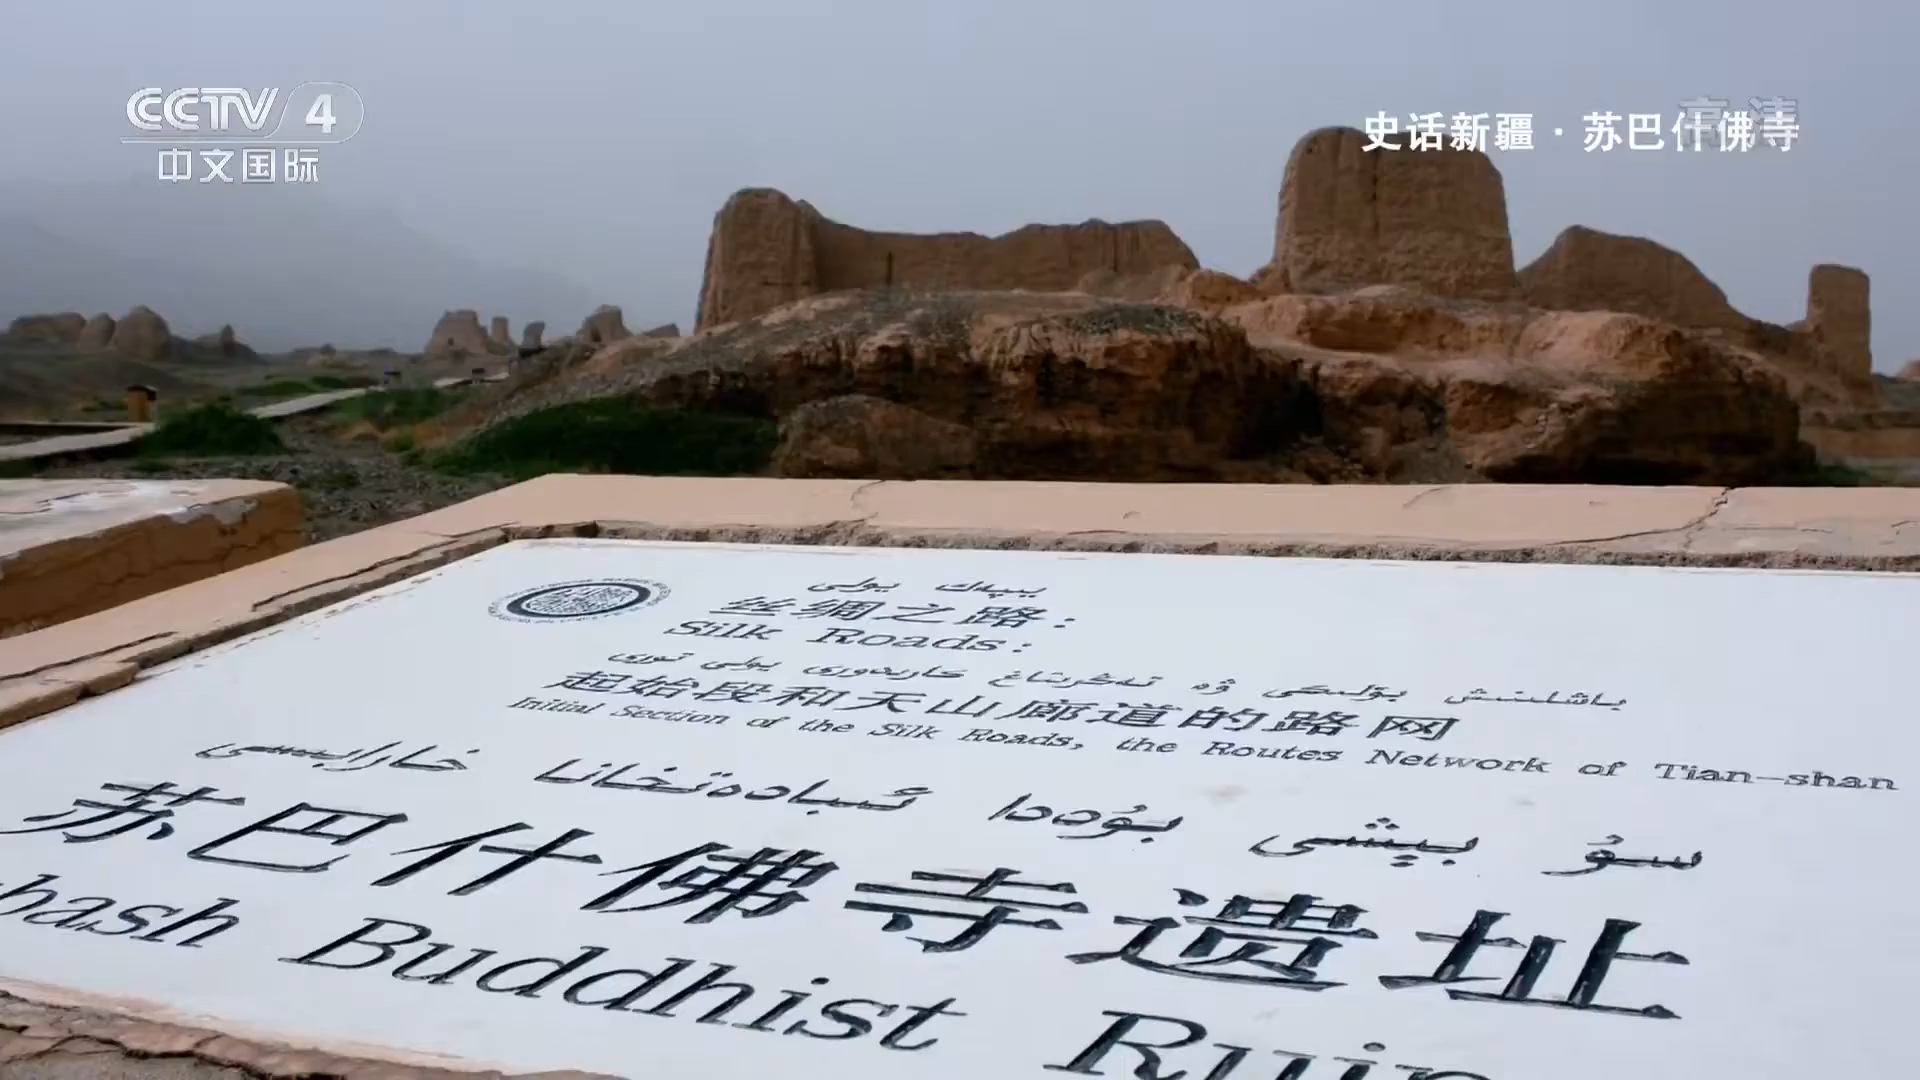 CCTV 4
中文国际
高清
史话新疆·苏巴什佛寺
يىپەك يولى
丝绸之路:
Silk Roads:
باشلىنىش بۆلىكى ۋە تەڭرىتاغ كارىدورى يولى تورى
起始段和天山廊道的路网
Initial Section of the Silk Roads, the Routes Network of Tian-shan
سۇ بېشى بۇددا ئىبادەتخانا خارابىسى
苏巴什佛寺遗址
bash Buddhist Ruin